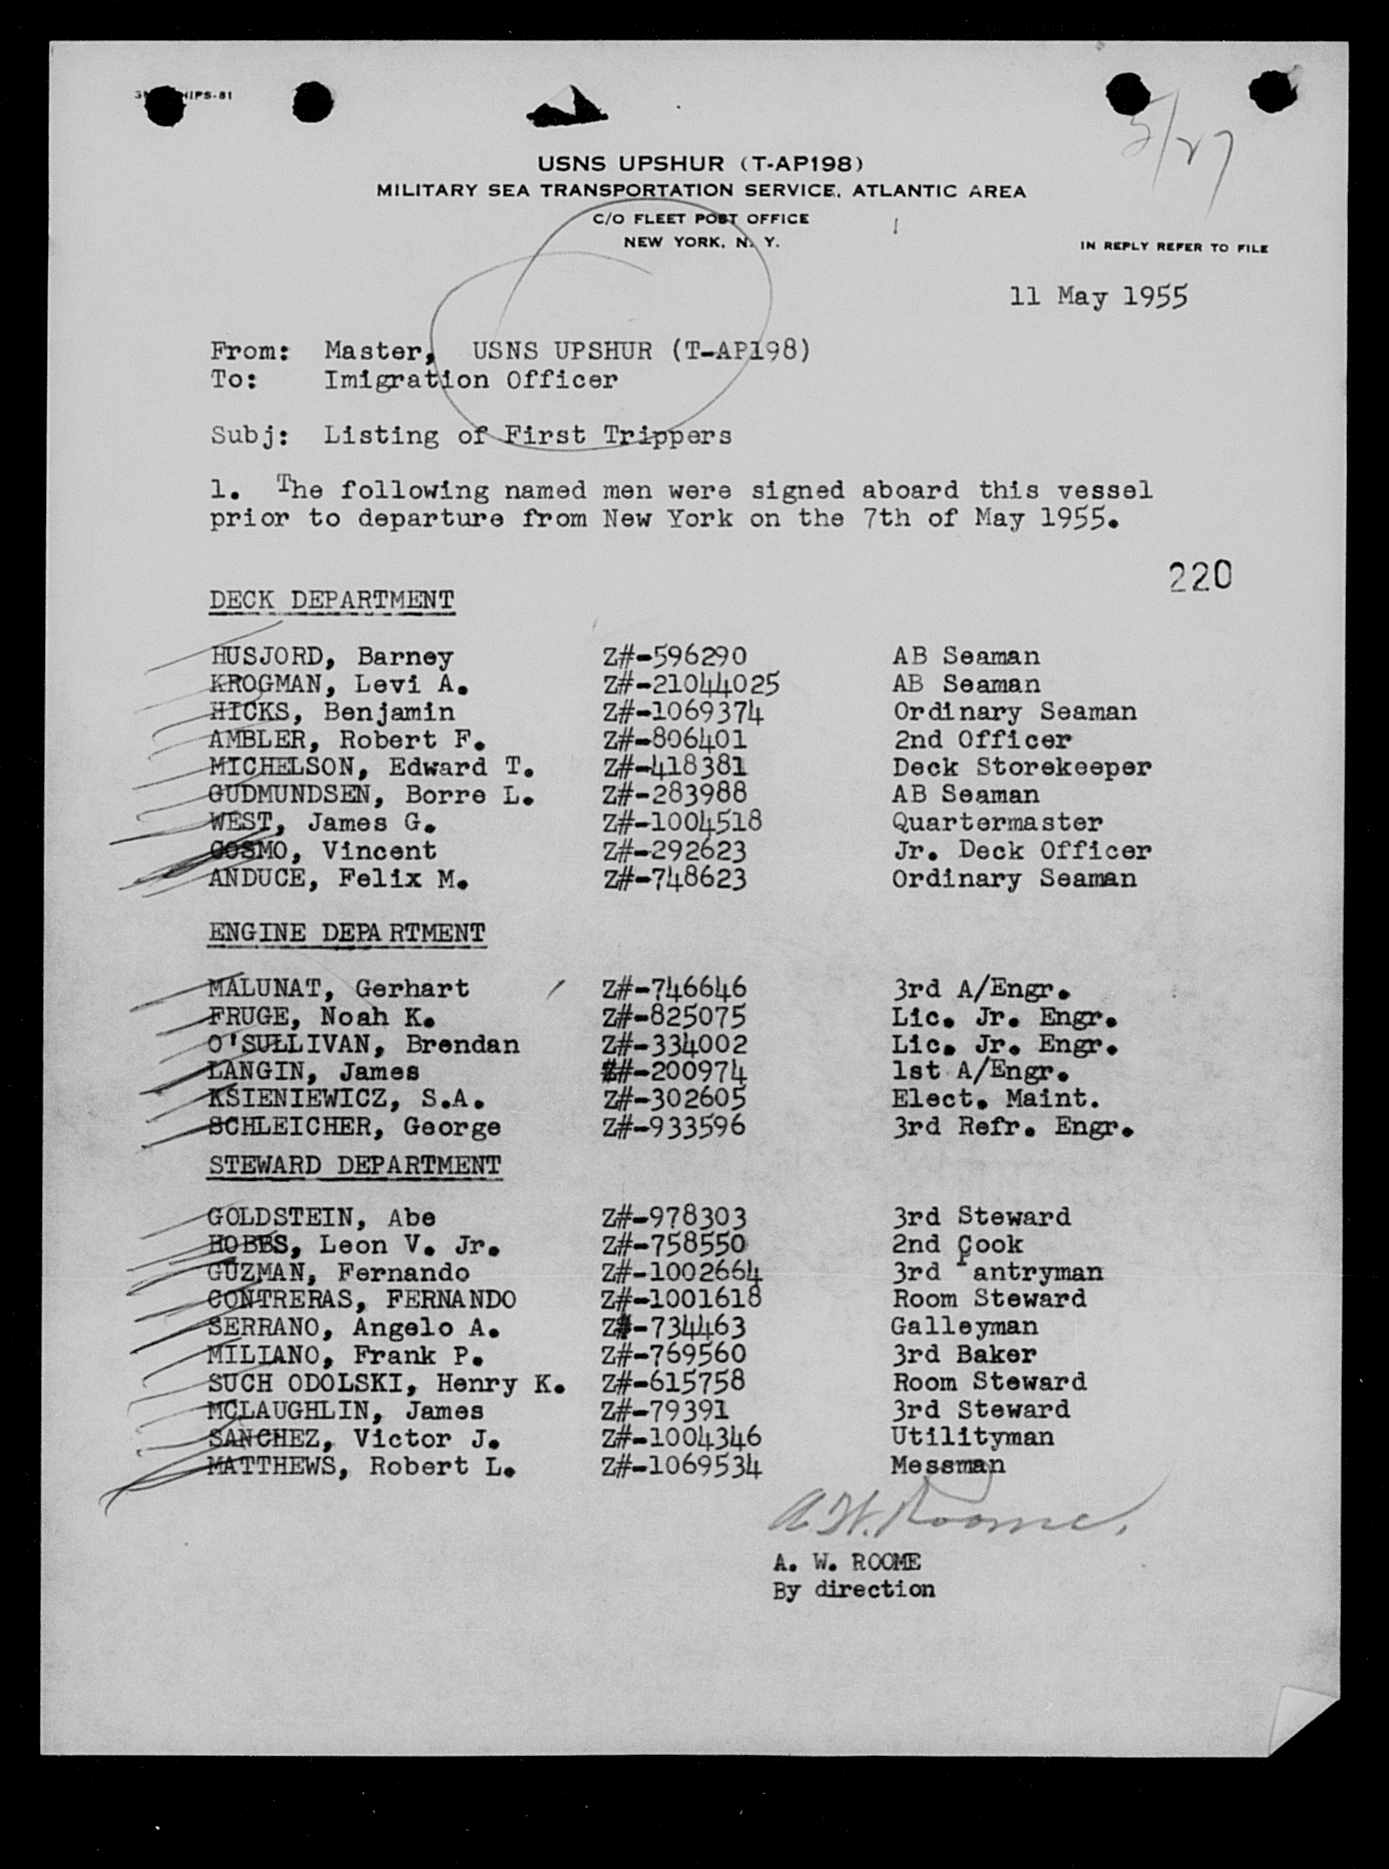 USNS UPSHUR (T-AP198)
MILITARY SEA TRANSPORTATION SERVICE, ATLANTIC AREA
C/O FLEET POST OFFICE
NEW YORK, N. Y.
5/27
IN REPLY REFER TO FILE
11 May 1955
From: Master, USNS UPSHUR (T-AP198)
To: Imigration Officer
Subj: Listing of First Trippers
1. The following named men were signed aboard this vessel
prior to departure from New York on the 7th of May 1955.
220
DECK DEPARTMENT
HUSJORD, Barney Z#-596290 AB Seaman
KROGMAN, Levi A. Z#-21044025 AB Seaman
HICKS, Benjamin Z#-1069374 Ordinary Seaman
AMBLER, Robert F. Z#-806401 2nd Officer
MICHELSON, Edward T. Z#-418381 Deck Storekeeper
GUDMUNDSEN, Borre L. Z#-283988 AB Seaman
WEST, James G. Z#-1004518 Quartermaster
COSMO, Vincent Z#-292623 Jr. Deck Officer
ANDUCE, Felix M. Z#-748623 Ordinary Seaman
ENGINE DEPA RTMENT
MALUNAT, Gerhart Z#-746646 3rd A/Engr.
FRUGE, Noah K. Z#-825075 Lic. Jr. Engr.
O'SULLIVAN, Brendan Z#-334002 Lic. Jr. Engr.
LANGIN, James Z#-200974 1st A/Engr.
KSIENIEWICZ, S.A. Z#-302605 Elect. Maint.
SCHLEICHER, George Z#-933596 3rd Refr. Engr.
STEWARD DEPARTMENT
GOLDSTEIN, Abe Z#-978303 3rd Steward
HOBBS, Leon V. Jr. Z#-758550 2nd Cook
GUZMAN, Fernando Z#-1002664 3rd Pantryman
CONTRERAS, FERNANDO Z#-1001618 Room Steward
SERRANO, Angelo A. Z#-734463 Galleyman
MILIANO, Frank P. Z#-769560 3rd Baker
SUCH ODOLSKI, Henry K. Z#-615758 Room Steward
MCLAUGHLIN, James Z#-79391 3rd Steward
SANCHEZ, Victor J. Z#-1004346 Utilityman
MATTHEWS, Robert L. Z#-1069534 Messman
A. W. Roome.
A. W. ROOME
By direction